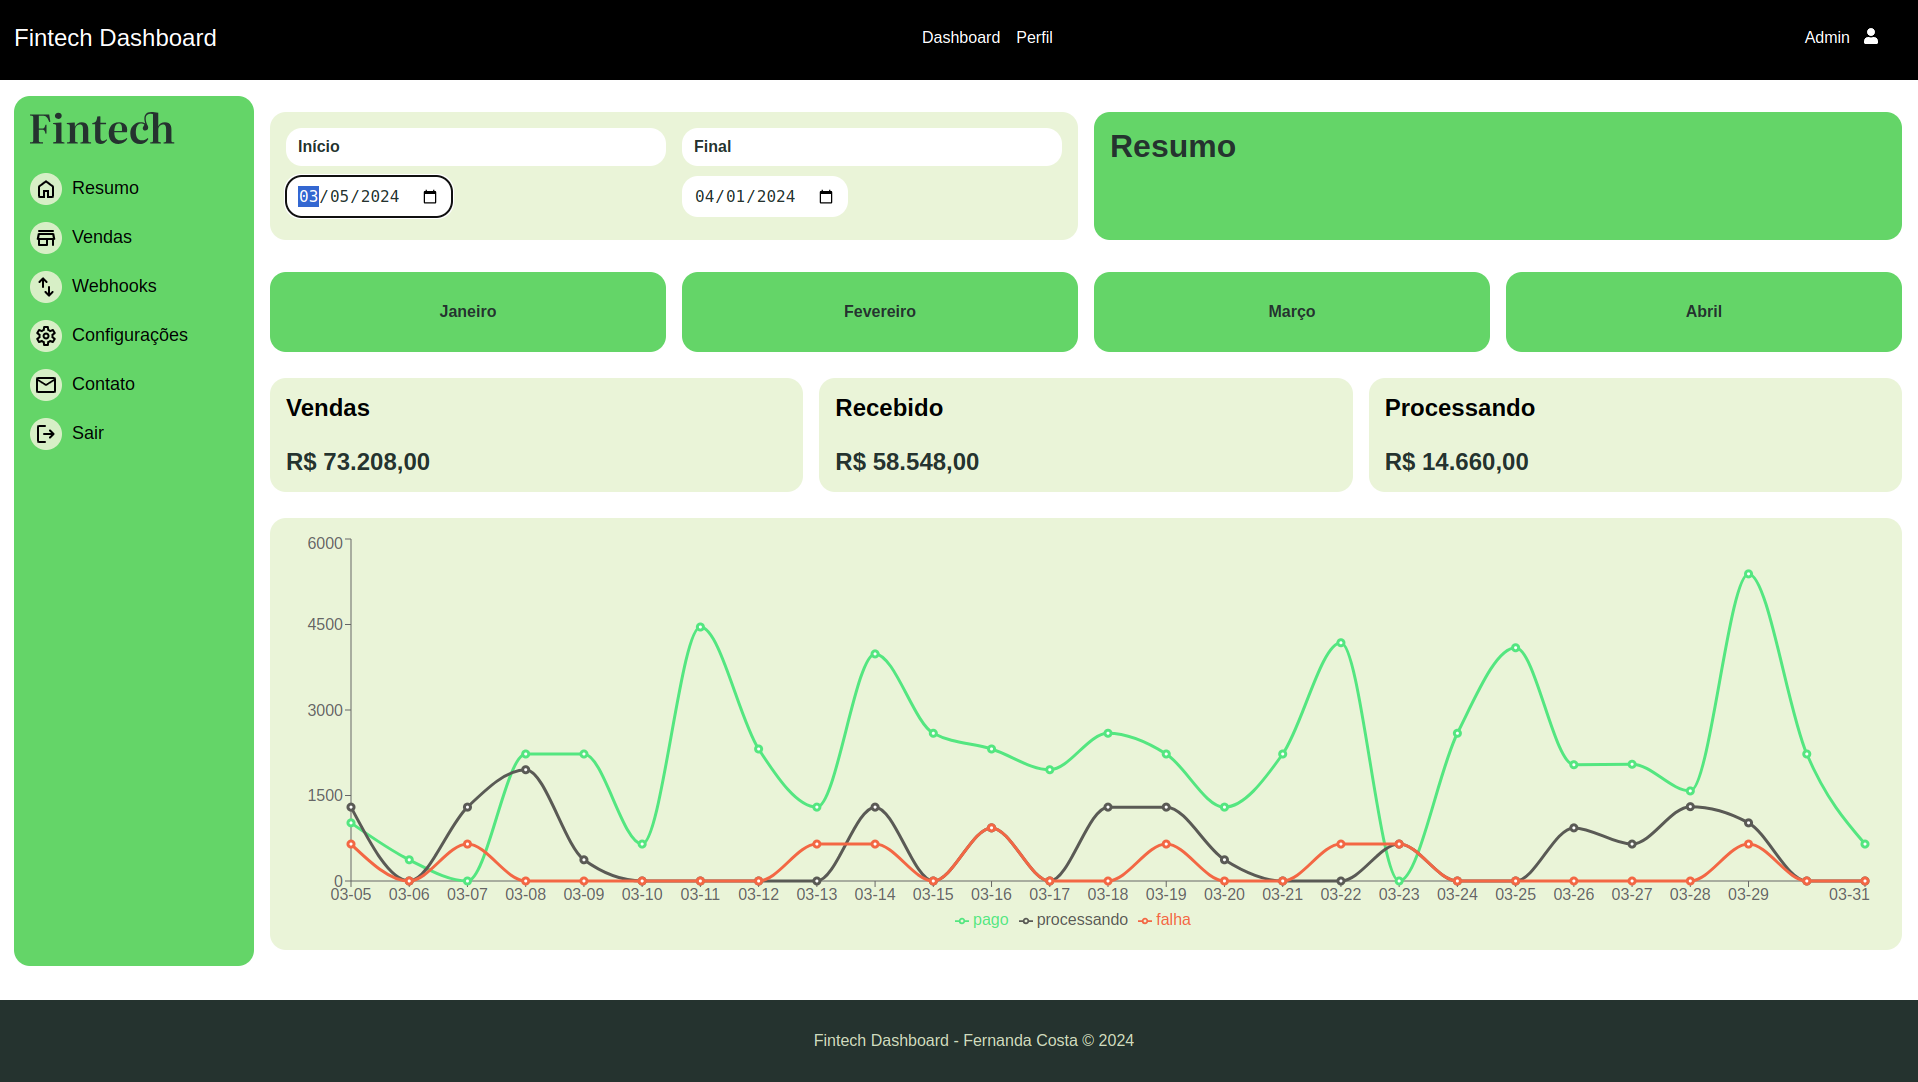 Fintech Dashboard
Dashboard Perfil
Admin
Fintech
Resumo
Vendas
Webhooks
Configurações
Contato
Sair
Início
03/05/2024
Final
04/01/2024
Resumo
Janeiro
Fevereiro
Março
Abril
Vendas
R$ 73.208,00
Recebido
R$ 58.548,00
Processando
R$ 14.660,00
6000
4500
3000
1500
0
03-05 03-06 03-07 03-08 03-09 03-10 03-11 03-12 03-13 03-14 03-15 03-16 03-17 03-18 03-19 03-20 03-21 03-22 03-23 03-24 03-25 03-26 03-27 03-28 03-29 03-31
pago processando falha
Fintech Dashboard - Fernanda Costa © 2024